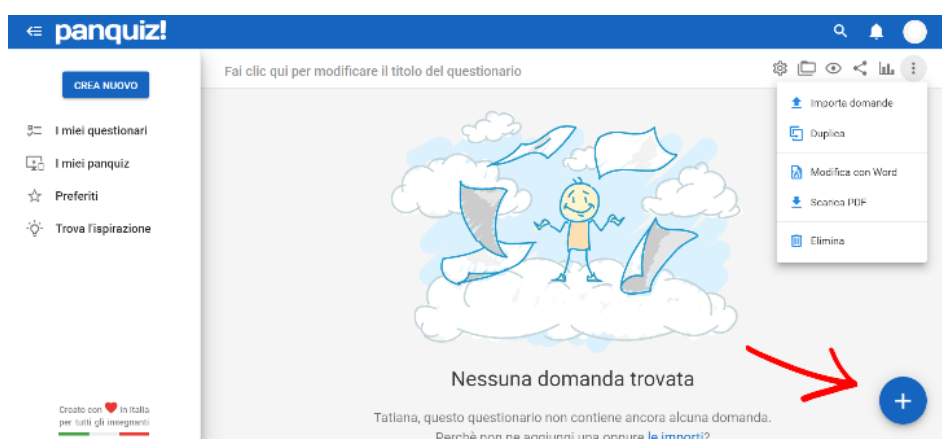 panquiz!
CREA NUOVO
Fai clic qui per modificare il titolo del questionario
I miei questionari
I miei panquiz
Preferiti
Trova l'ispirazione
Importa domande
Duplica
Modifica con Word
Scarica PDF
Elimina
Nessuna domanda trovata
Tatiana, questo questionario non contiene ancora alcuna domanda.
Perchè non ne aggiungi una oppure le importi?
Creato con in Italia
per tutti gli insegnanti